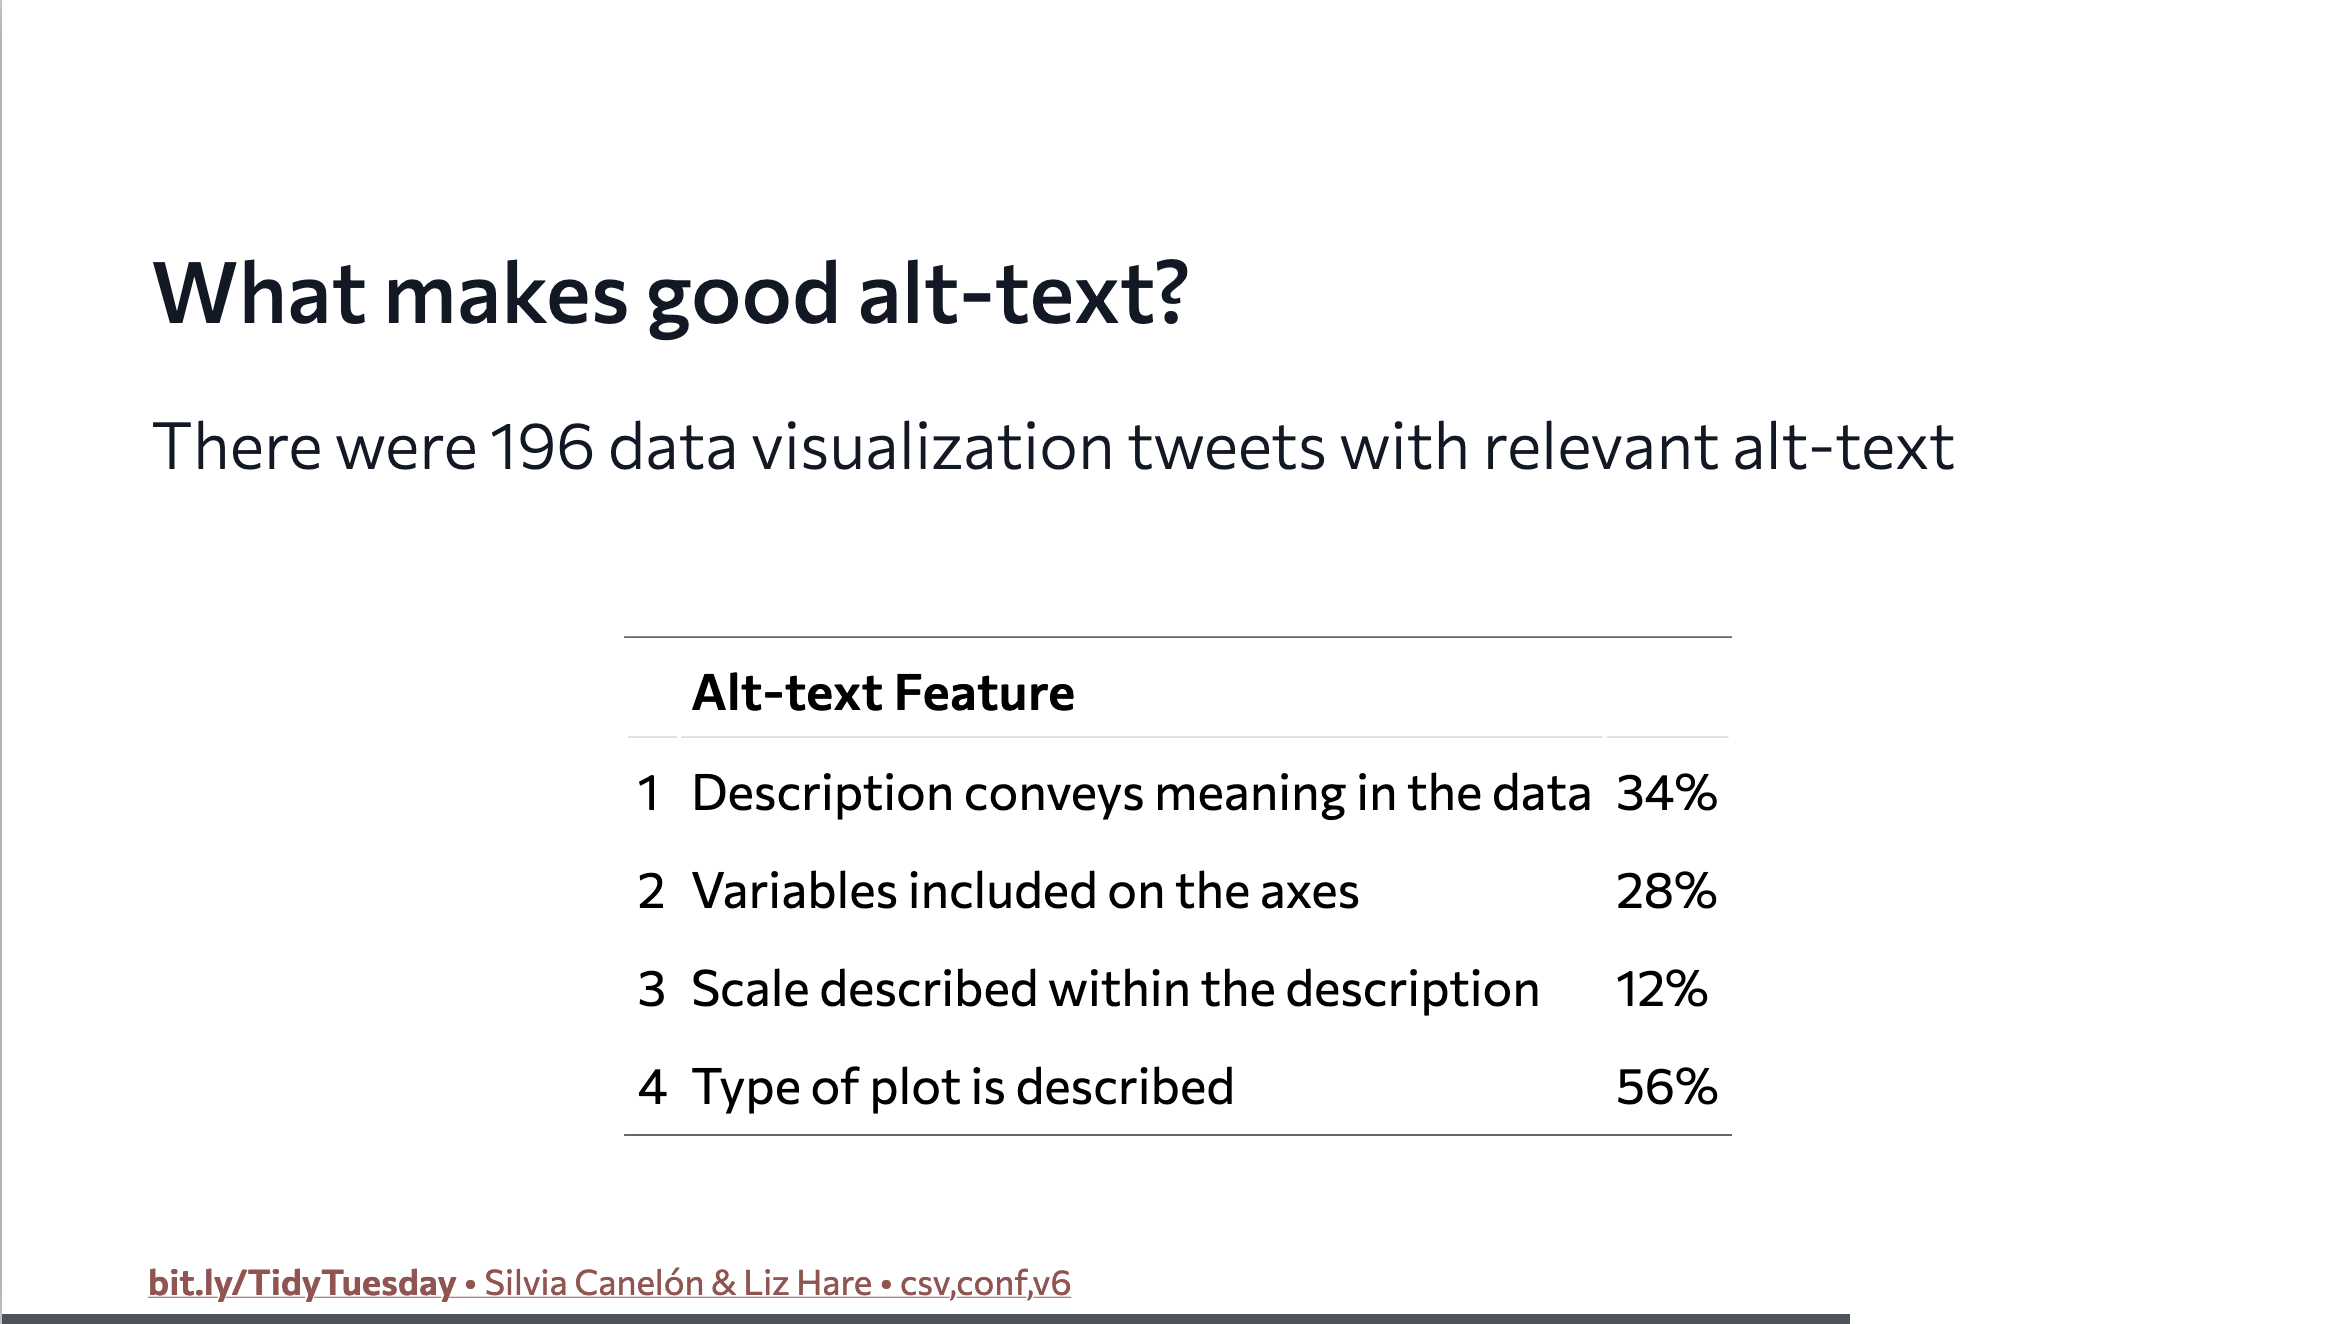 What makes good alt-text?
There were 196 data visualization tweets with relevant alt-text
Alt-text Feature
1 Description conveys meaning in the data 34%
2 Variables included on the axes 28%
3 Scale described within the description 12%
4 Type of plot is described 56%
bit.ly/TidyTuesday • Silvia Canelón & Liz Hare • csv,conf,v6